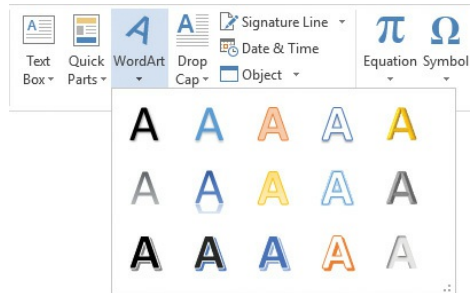 Signature Line
Date & Time
Object
Text Box
Quick Parts
WordArt
Drop Cap
Equation
Symbol
A A A A A
A A A A A
A A A A A